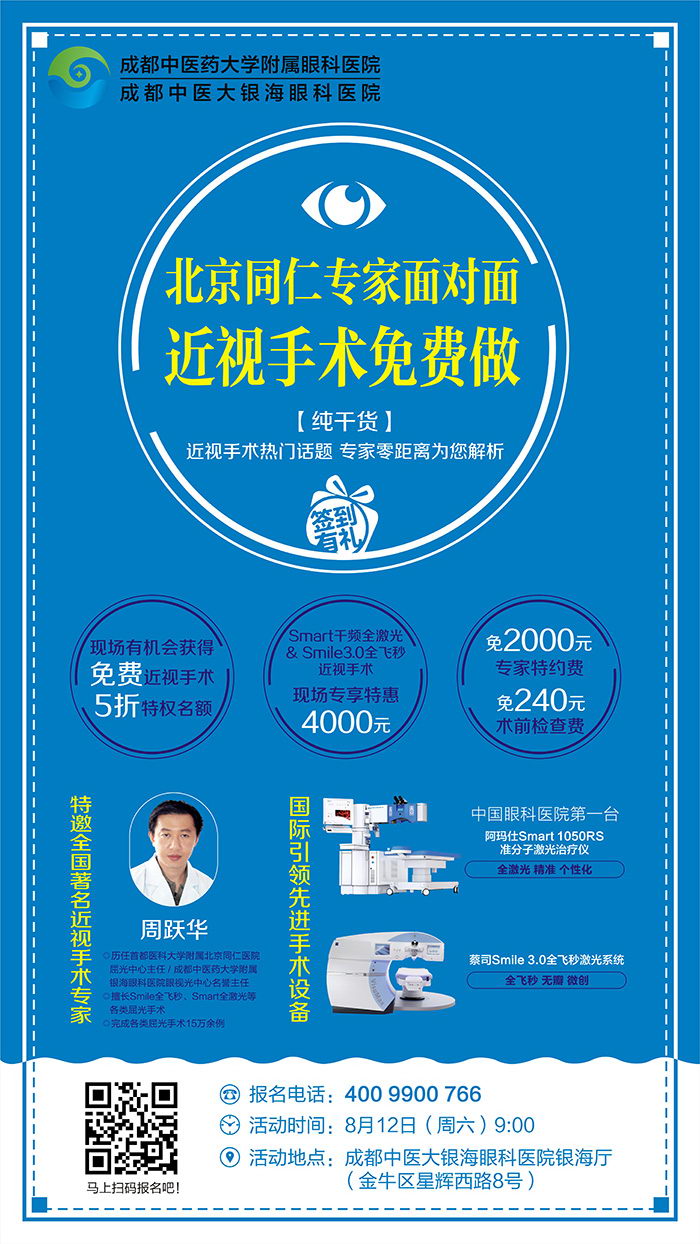 成都中医药大学附属眼科医院
成都中医大银海眼科医院
北京同仁专家面对面
近视手术免费做
【纯干货】
近视手术热门话题 专家零距离为您解析
签到
有礼
现场有机会获得
免费近视手术
5折特权名额
Smart千频全激光
& Smile3.0全飞秒
近视手术
现场专享特惠
4000元
免2000元
专家特约费
免240元
术前检查费
特邀全国著名近视手术专家
周跃华
历任首都医科大学附属北京同仁医院
屈光中心主任 / 成都中医药大学附属
银海眼科医院眼视光中心名誉主任
擅长Smile全飞秒、Smart全激光等
各类屈光手术
完成各类屈光手术15万余例
国际引领先进手术设备
中国眼科医院第一台
阿玛仕Smart 1050RS
准分子激光治疗仪
全激光 精准 个性化
蔡司Smile 3.0全飞秒激光系统
全飞秒 无瓣 微创
马上扫码报名吧！
报名电话：400 9900 766
活动时间：8月12日（周六）9:00
活动地点：成都中医大银海眼科医院银海厅
（金牛区星辉西路8号）